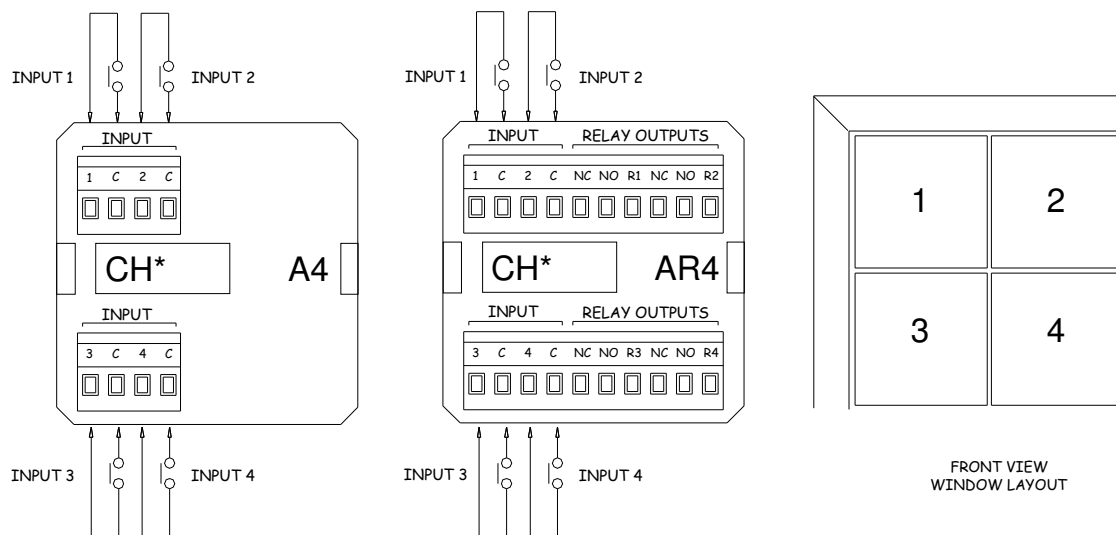 INPUT 1
INPUT 2
INPUT
1 C 2 C
CH*
A4
INPUT
3 C 4 C
INPUT 3
INPUT 4
INPUT 1
INPUT 2
INPUT
RELAY OUTPUTS
1 C 2 C NC NO R1 NC NO R2
CH*
AR4
INPUT
RELAY OUTPUTS
3 C 4 C NC NO R3 NC NO R4
INPUT 3
INPUT 4
1 2
3 4
FRONT VIEW
WINDOW LAYOUT